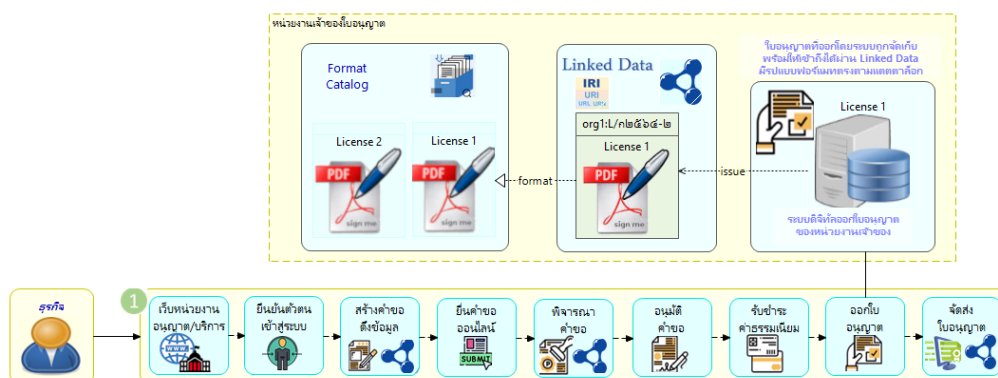 หน่วยงานเจ้าของใบอนุญาต
Format
Catalog
License 2
License 1
PDF
sign me
PDF
sign me
format
Linked Data
IRI
URI
URL URN
org1:L/ก๒๕๖๔-๒
License 1
PDF
sign me
issue
ใบอนุญาตที่ออกโดยระบบถูกจัดเก็บ
พร้อมให้เข้าถึงได้ผ่าน Linked Data
มีรูปแบบฟอร์แมทตรงตามแคตตาล็อก
License 1
ระบบดิจิทัลออกใบอนุญาต
ของหน่วยงานเจ้าของ
ธุรกิจ
1
เว็บหน่วยงาน
อนุญาต/บริการ
ยืนยันตัวตน
เข้าสู่ระบบ
สร้างคำขอ
ดึงข้อมูล
ยื่นคำขอ
ออนไลน์
SUBMIT
พิจารณา
คำขอ
อนุมัติ
คำขอ
รับชำระ
ค่าธรรมเนียม
ออกใบ
อนุญาต
จัดส่ง
ใบอนุญาต